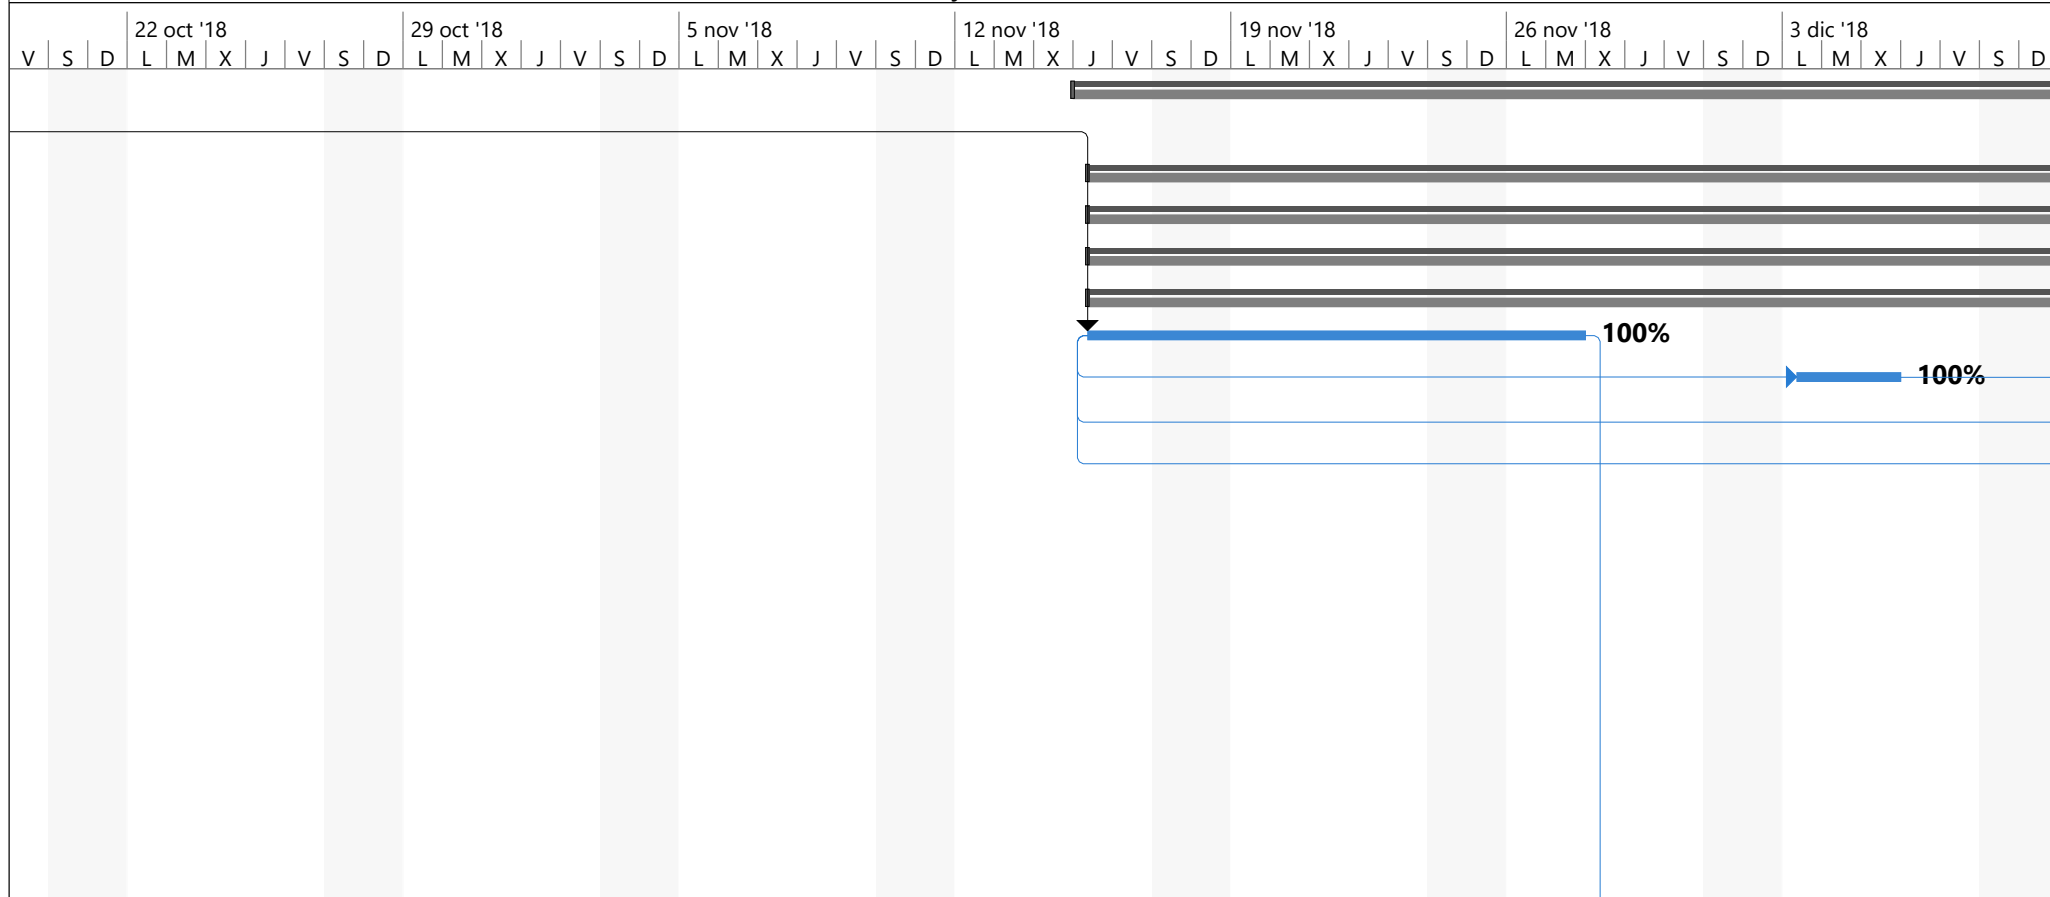 22 oct '18 29 oct '18 5 nov '18 12 nov '18 19 nov '18 26 nov '18 3 dic '18
V S D L M X J V S D L M X J V S D L M X J V S D L M X J V S D L M X J V S D L M X J V S D L M X J V S D
100%
100%